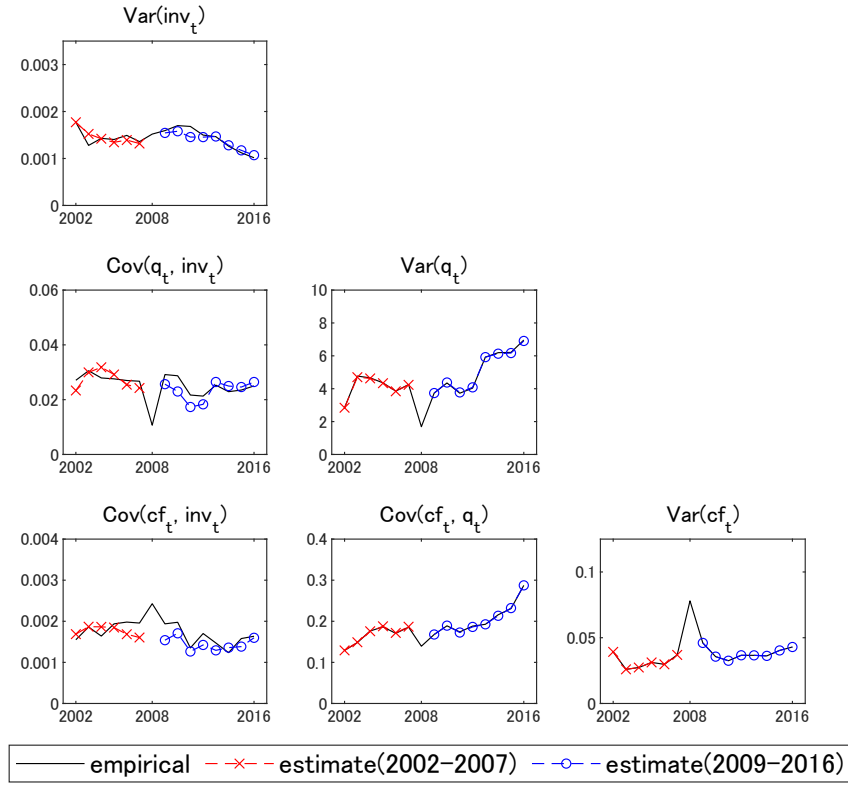 Var(inv_t)
0.003
0.002
0.001
0
2002 2008 2016
Cov(q_t, inv_t) Var(q_t)
0.06 10
8
0.04 6
0.02 4
2
0 0
2002 2008 2016 2002 2008 2016
Cov(cf_t, inv_t) Cov(cf_t, q_t) Var(cf_t)
0.004 0.4
0.003 0.3 0.1
0.002 0.2 0.05
0.001 0.1
0 0 0
2002 2008 2016 2002 2008 2016 2002 2008 2016
empirical estimate(2002-2007) estimate(2009-2016)